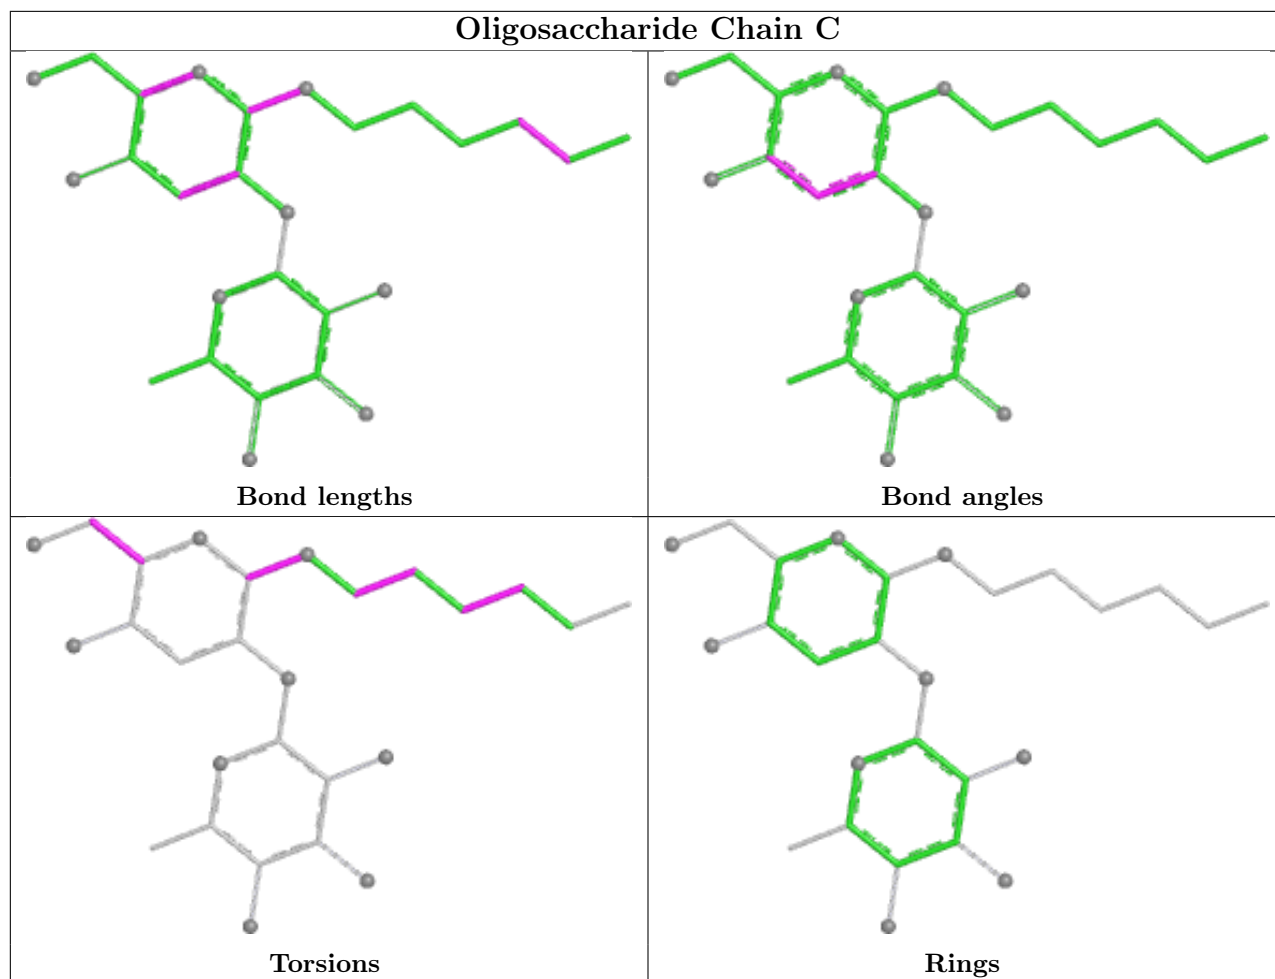 Oligosaccharide Chain C
Bond lengths
Bond angles
Torsions
Rings